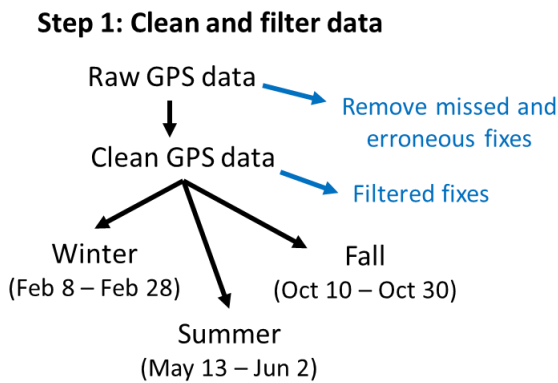 Step 1: Clean and filter data
Raw GPS data
Remove missed and
erroneous fixes
Clean GPS data
Filtered fixes
Winter
(Feb 8 – Feb 28)
Fall
(Oct 10 – Oct 30)
Summer
(May 13 – Jun 2)